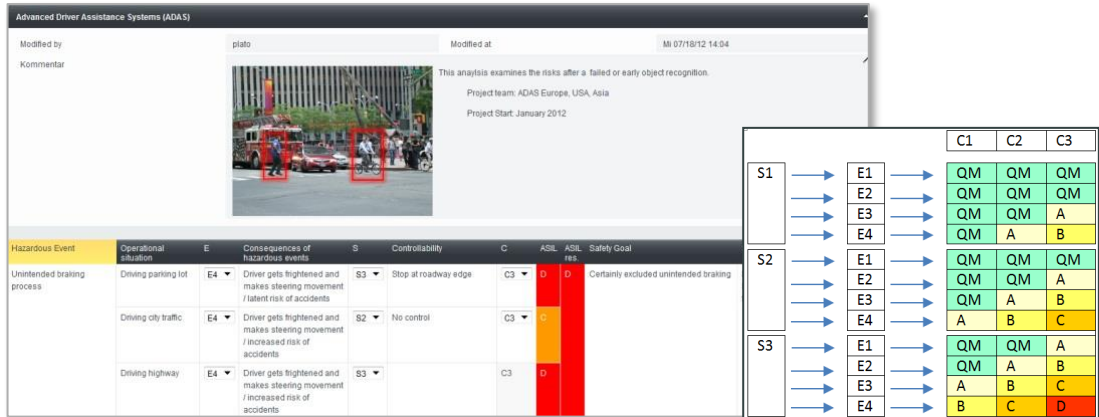 Advanced Driver Assistance Systems (ADAS)
Modified by plato Modified at Mi 07/18/12 14:04
Kommentar
This anaylsis examines the risks after a failed or early object recognition.
Project team: ADAS Europe, USA, Asia
Project Start: January 2012
Hazardous Event Operational situation E Consequences of hazardous events S Controllability C ASIL ASIL res. Safety Goal
Unintended braking process Driving parking lot E4 Driver gets frightened and makes steering movement / latent risk of accidents S3 Stop at roadway edge C3 D D Certainly excluded unintended braking
Driving city traffic E4 Driver gets frightened and makes steering movement / increased risk of accidents S2 No control C3 C
Driving highway E4 Driver gets frightened and makes steering movement / increased risk of accidents S3 C3 D
C1 C2 C3
S1 E1 QM QM QM
E2 QM QM QM
E3 QM QM A
E4 QM A B
S2 E1 QM QM QM
E2 QM QM A
E3 QM A B
E4 A B C
S3 E1 QM QM A
E2 QM A B
E3 A B C
E4 B C D